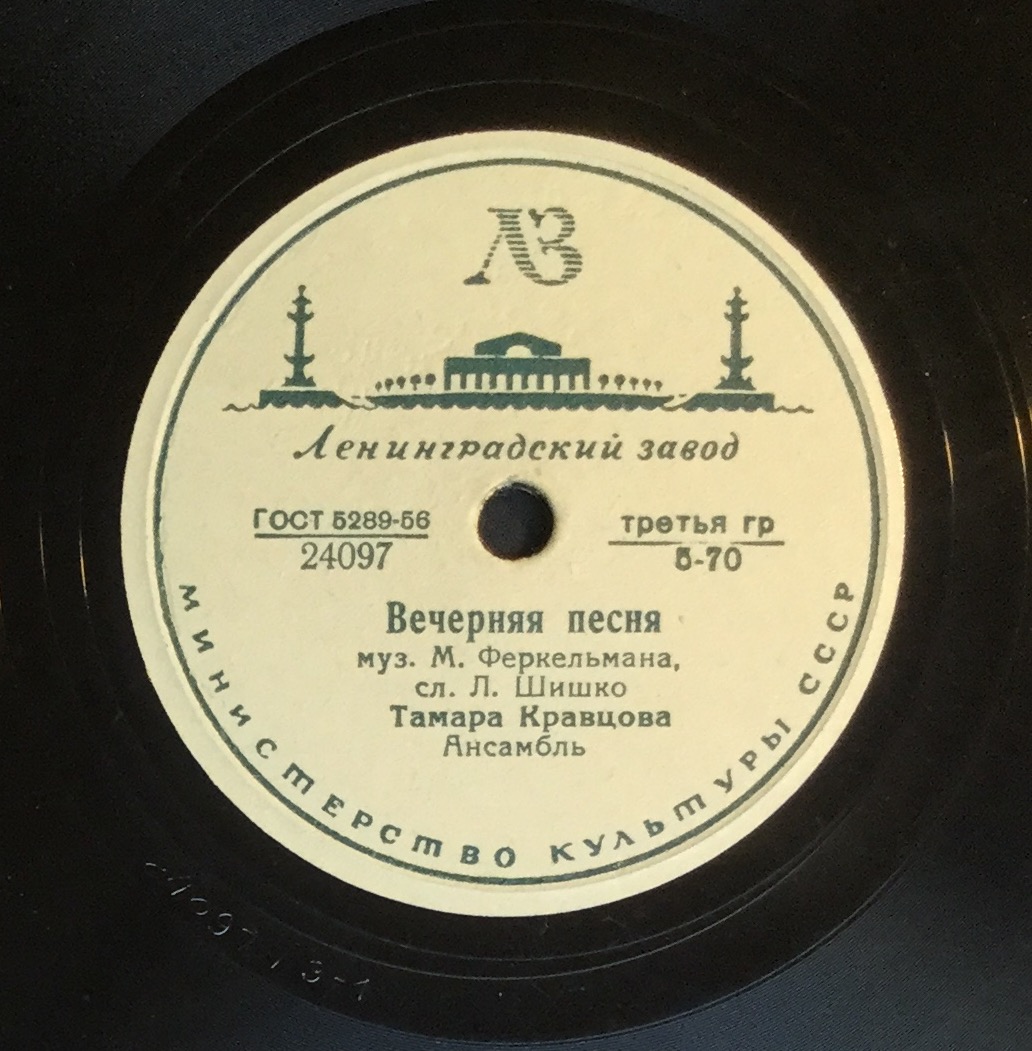 ЛЗ
Ленинградский завод
ГОСТ 5289-56
24097
третья гр
5-70
Вечерняя песня
муз. М. Феркельмана,
сл. Л. Шишко
Тамара Кравцова
Ансамбль
МИНИСТЕРСТВО КУЛЬТУРЫ СССР